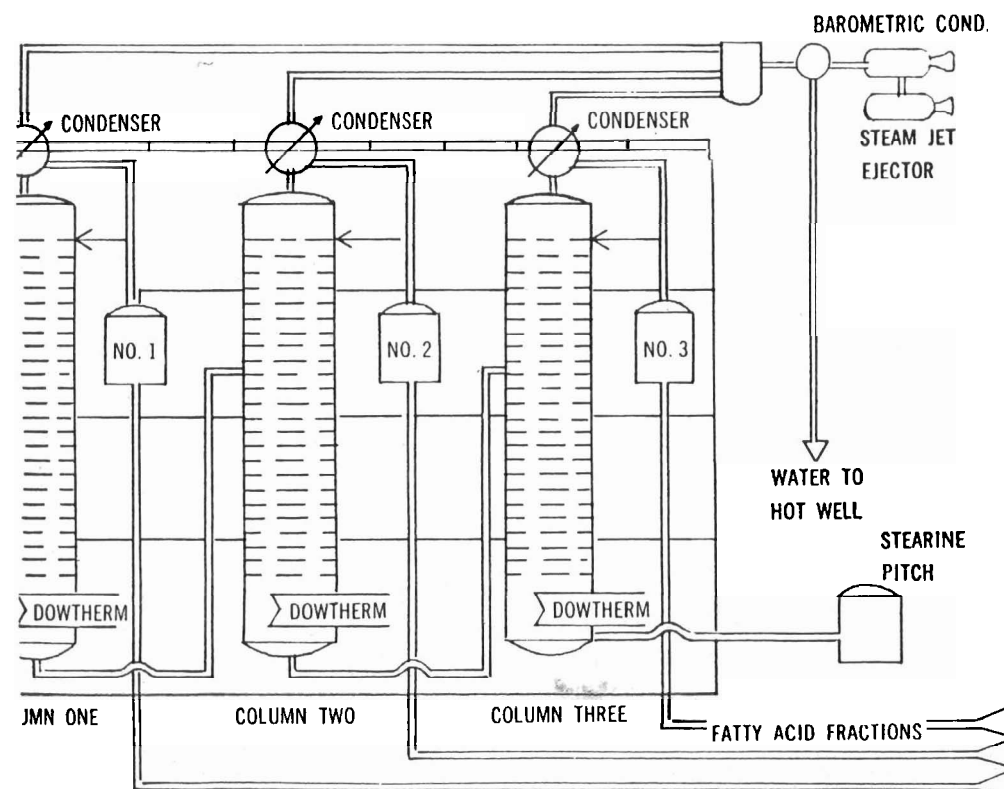 BAROMETRIC COND.
CONDENSER
CONDENSER
CONDENSER
STEAM JET
EJECTOR
NO. 1
NO. 2
NO. 3
WATER TO
HOT WELL
STEARINE
PITCH
DOWTHERM
DOWTHERM
DOWTHERM
UMN ONE
COLUMN TWO
COLUMN THREE
FATTY ACID FRACTIONS